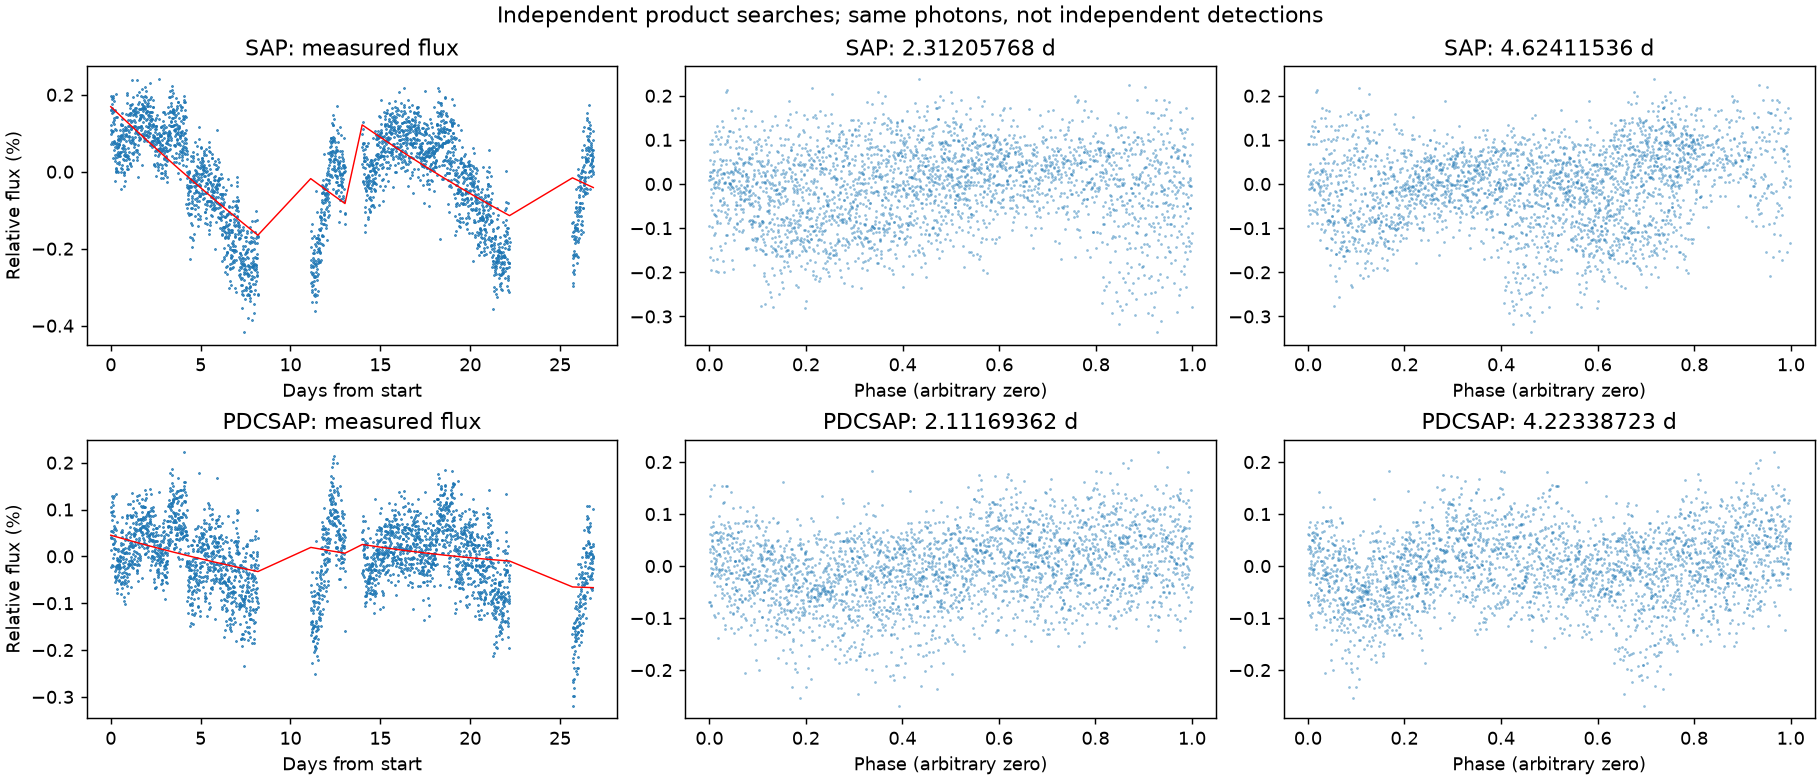 Independent product searches; same photons, not independent detections
SAP: measured flux
SAP: 2.31205768 d
SAP: 4.62411536 d
Relative flux (%)
0.2
0.0
−0.2
−0.4
0.2
0.1
0.0
−0.1
−0.2
−0.3
0.2
0.1
0.0
−0.1
−0.2
−0.3
0 5 10 15 20 25
0.0 0.2 0.4 0.6 0.8 1.0
0.0 0.2 0.4 0.6 0.8 1.0
Days from start
Phase (arbitrary zero)
Phase (arbitrary zero)
PDCSAP: measured flux
PDCSAP: 2.11169362 d
PDCSAP: 4.22338723 d
Relative flux (%)
0.2
0.1
0.0
−0.1
−0.2
−0.3
0.2
0.1
0.0
−0.1
−0.2
0.2
0.1
0.0
−0.1
−0.2
0 5 10 15 20 25
0.0 0.2 0.4 0.6 0.8 1.0
0.0 0.2 0.4 0.6 0.8 1.0
Days from start
Phase (arbitrary zero)
Phase (arbitrary zero)